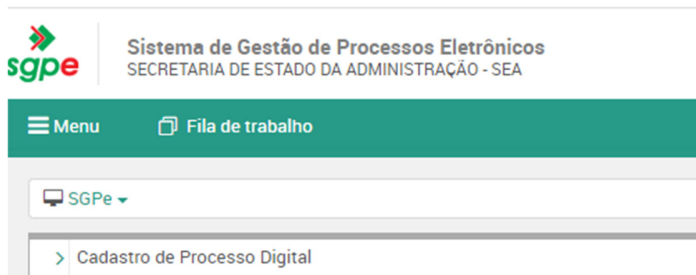 sgpe
Sistema de Gestão de Processos Eletrônicos
SECRETARIA DE ESTADO DA ADMINISTRAÇÃO - SEA
Menu
Fila de trabalho
SGPe
Cadastro de Processo Digital